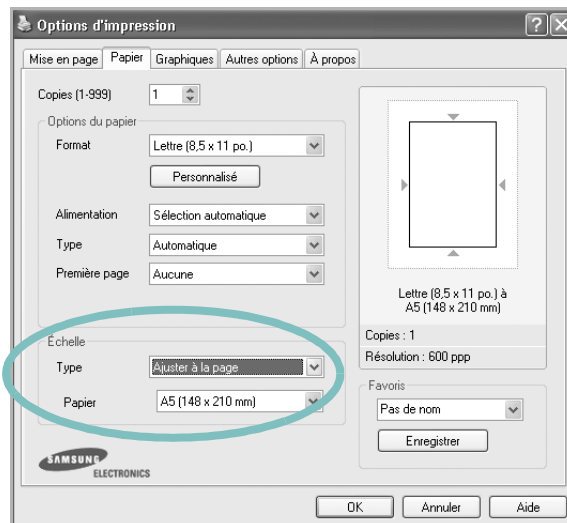 Options d'impression
Mise en page Papier Graphiques Autres options À propos
Copies (1-999) 1
Options du papier
Format Lettre (8,5 x 11 po.)
Personnalisé
Alimentation Sélection automatique
Type Automatique
Première page Aucune
Lettre (8,5 x 11 po.) à
A5 (148 x 210 mm)
Copies : 1
Résolution : 600 ppp
Échelle
Type Ajuster à la page
Papier A5 (148 x 210 mm)
Favoris
Pas de nom
Enregistrer
SAMSUNG
ELECTRONICS
OK Annuler Aide